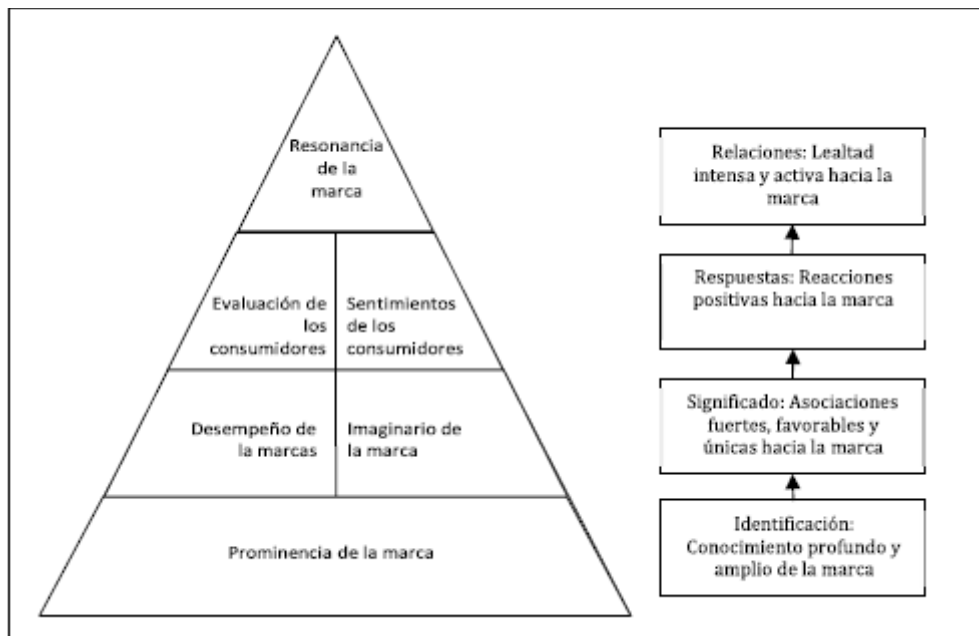 Resonancia
de la
marca
Evaluación de
los
consumidores
Sentimientos
de los
consumidores
Desempeño de
la marcas
Imaginario de
la marca
Prominencia de la marca
Relaciones: Lealtad
intensa y activa hacia la
marca
Respuestas: Reacciones
positivas hacia la marca
Significado: Asociaciones
fuertes, favorables y
únicas hacia la marca
Identificación:
Conocimiento profundo y
amplio de la marca